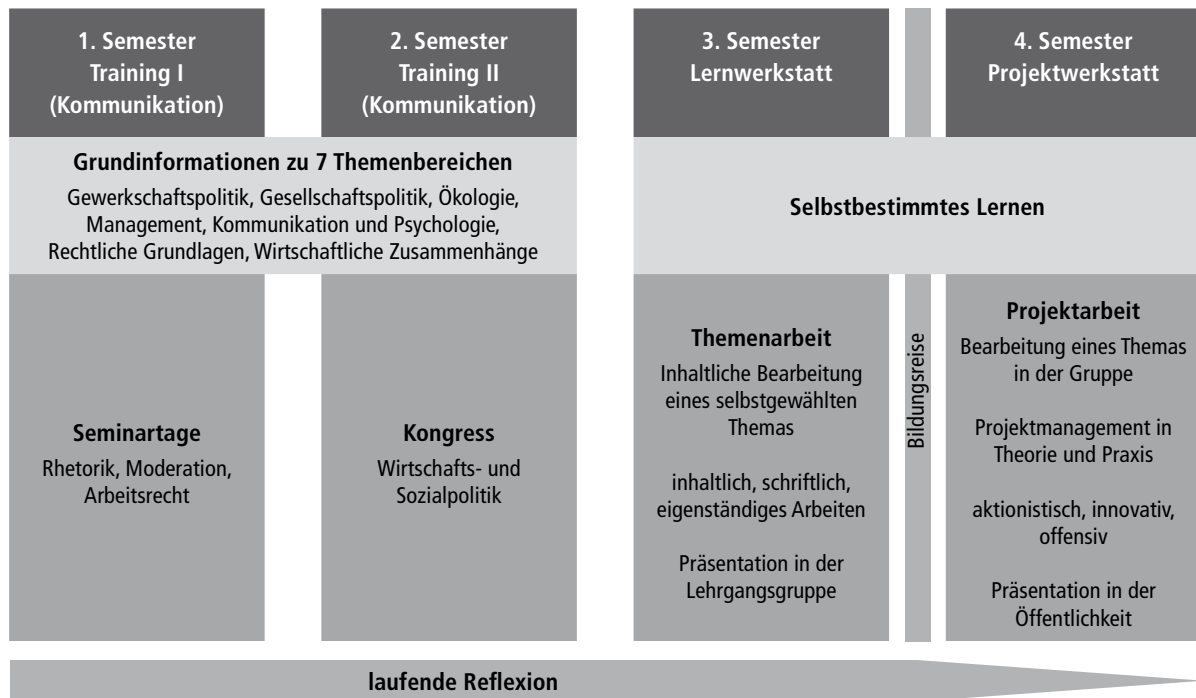 1. Semester
Training I
(Kommunikation)
2. Semester
Training II
(Kommunikation)
3. Semester
Lernwerkstatt
4. Semester
Projektwerkstatt
Grundinformationen zu 7 Themenbereichen
Gewerkschaftspolitik, Gesellschaftspolitik, Ökologie,
Management, Kommunikation und Psychologie,
Rechtliche Grundlagen, Wirtschaftliche Zusammenhänge
Selbstbestimmtes Lernen
Seminartage
Rhetorik, Moderation,
Arbeitsrecht
Kongress
Wirtschafts- und
Sozialpolitik
Themenarbeit
Inhaltliche Bearbeitung
eines selbstgewählten
Themas
inhaltlich, schriftlich,
eigenständiges Arbeiten
Präsentation in der
Lehrgangsgruppe
Bildungsreise
Projektarbeit
Bearbeitung eines Themas
in der Gruppe
Projektmanagement in
Theorie und Praxis
aktionistisch, innovativ,
offensiv
Präsentation in der
Öffentlichkeit
laufende Reflexion